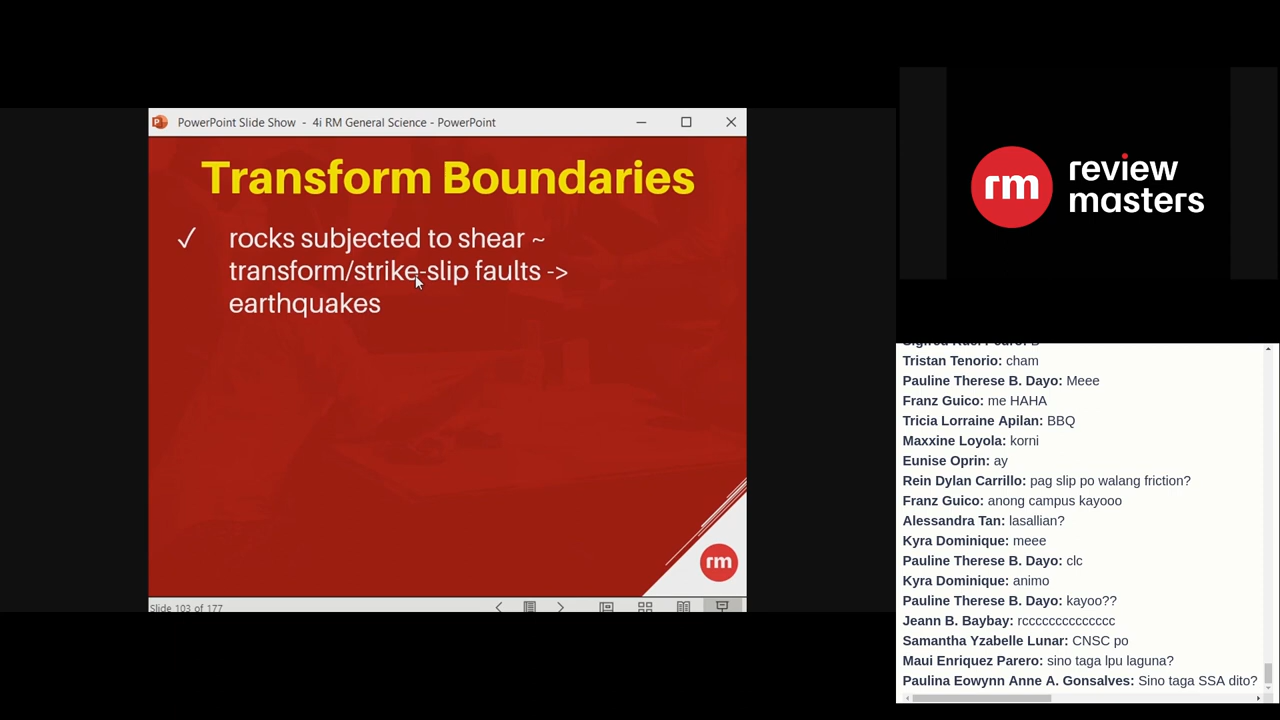 PowerPoint Slide Show - 4i RM General Science - PowerPoint
Transform Boundaries
✓ rocks subjected to shear ~
transform/strike-slip faults ->
earthquakes
rm
Slide 103 of 177
rm review
masters
Tristan Tenorio: cham
Pauline Therese B. Dayo: Meee
Franz Guico: me HAHA
Tricia Lorraine Apilan: BBQ
Maxxine Loyola: korni
Eunise Oprin: ay
Rein Dylan Carrillo: pag slip po walang friction?
Franz Guico: anong campus kayooo
Alessandra Tan: lasallian?
Kyra Dominique: meee
Pauline Therese B. Dayo: clc
Kyra Dominique: animo
Pauline Therese B. Dayo: kayoo??
Jeann B. Baybay: rcccccccccccccc
Samantha Yzabelle Lunar: CNSC po
Maui Enriquez Parero: sino taga lpu laguna?
Paulina Eowynn Anne A. Gonsalves: Sino taga SSA dito?